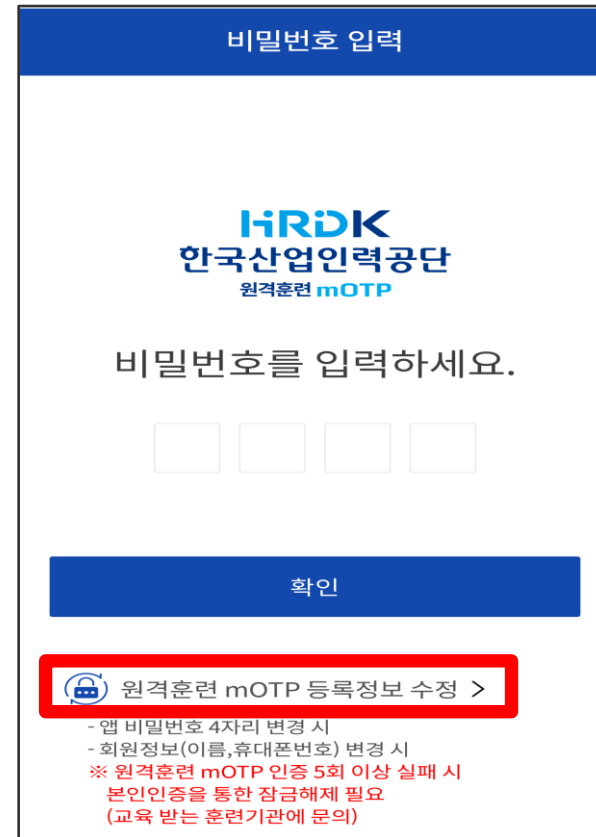 비밀번호 입력
HRDK
한국산업인력공단
원격훈련 mOTP
비밀번호를 입력하세요.
확인
원격훈련 mOTP 등록정보 수정 >
- 앱 비밀번호 4자리 변경 시
- 회원정보(이름,휴대폰번호) 변경 시
※ 원격훈련 mOTP 인증 5회 이상 실패 시
본인인증을 통한 잠금해제 필요
(교육 받는 훈련기관에 문의)